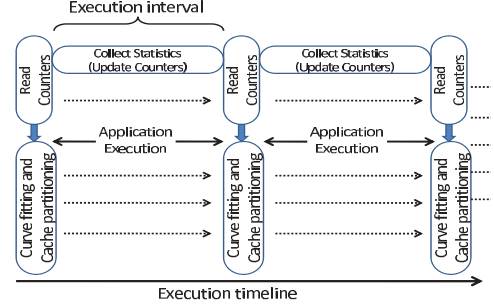 Execution interval
Read
Counters
Collect Statistics
(Update Counters)
Read
Counters
Collect Statistics
(Update Counters)
Read
Counters
Application
Execution
Application
Execution
Curve fitting and
Cache partitioning
Curve fitting and
Cache partitioning
Curve fitting and
Cache partitioning
Execution timeline